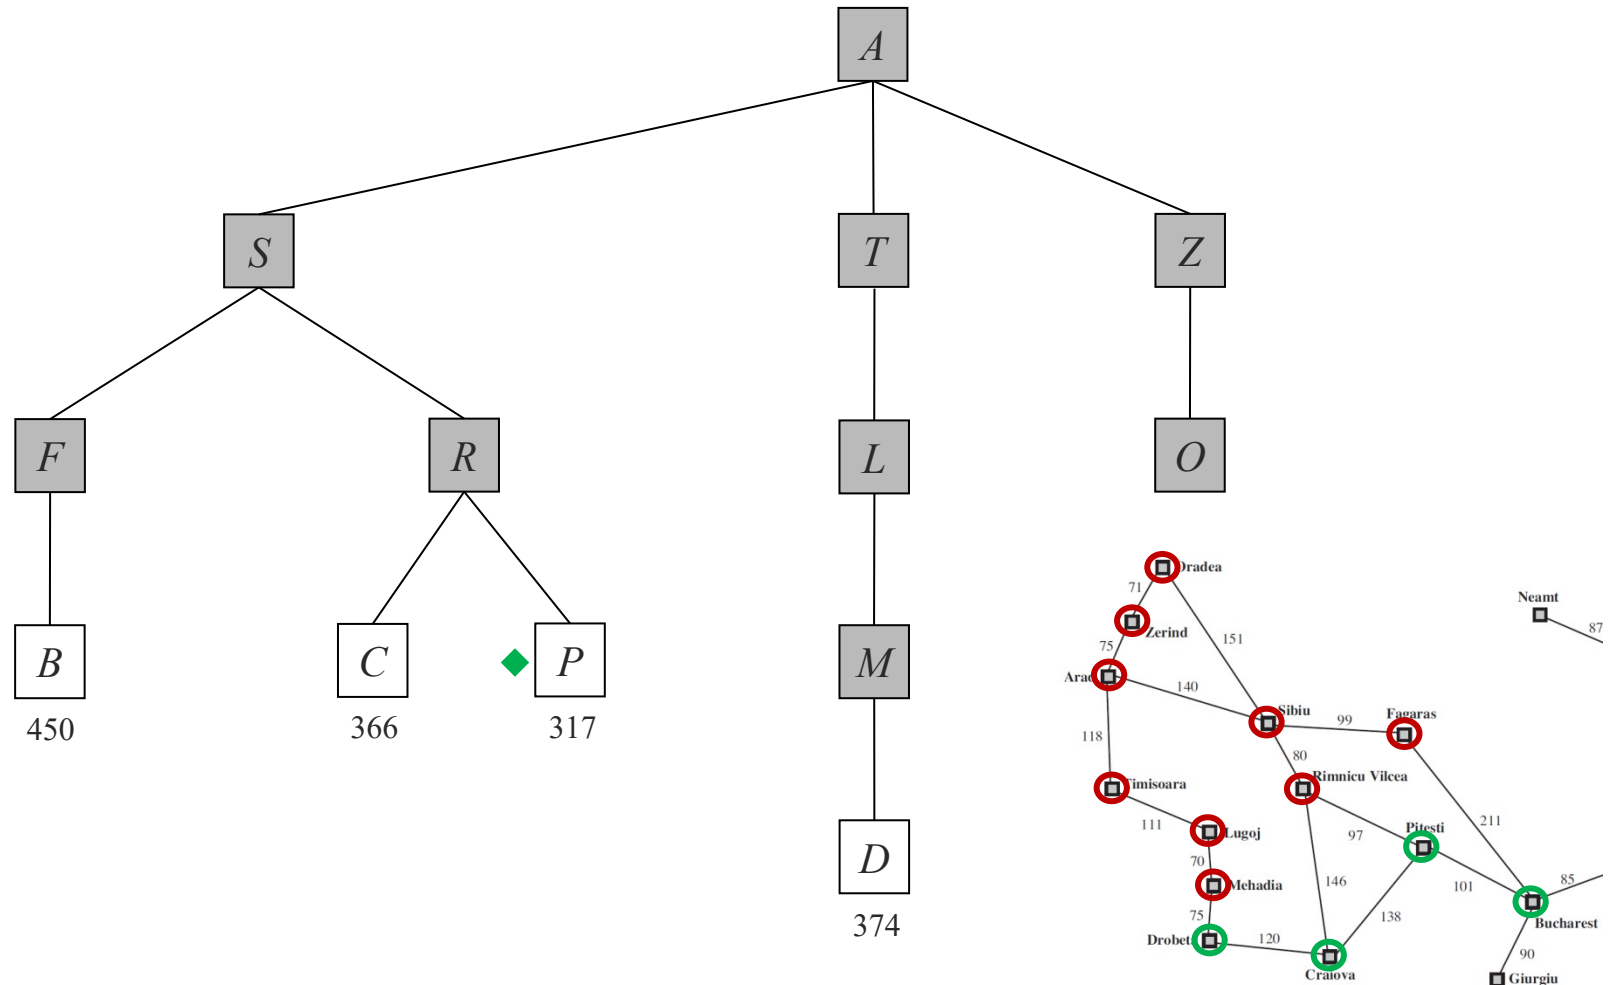 A
S
T
Z
F
R
L
O
B
C
P
M
450
366
317
D
374
Oradea
Neamt
71
87
Zerind
75
151
Arad
140
Sibiu
99
Fagaras
118
80
Timisoara
Rimnicu Vilcea
111
Lugoj
97
Pitesti
211
70
Mehadia
146
101
85
75
138
Bucharest
Drobeta
120
Craiova
90
Giurgiu